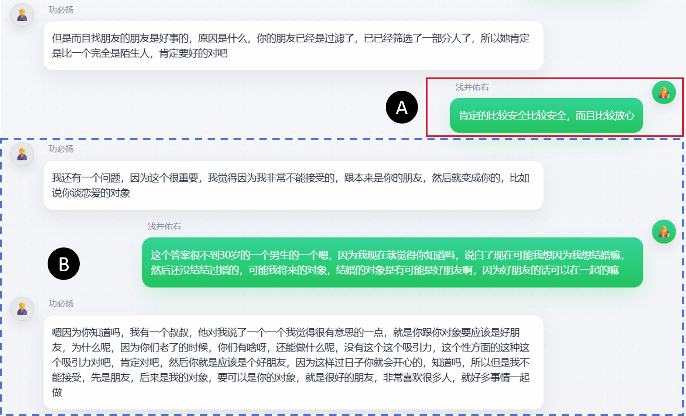 功必扬
但是而且找朋友的朋友是好事的，原因是什么，你的朋友已经是过滤了，已已经筛选了一部分人了，所以她肯定
是比一个完全是陌生人，肯定要好的对吧
浅井佑右
A
肯定的比较安全比较安全，而且比较放心
功必扬
我还有一个问题，因为这个很重要，我觉得因为我非常不能接受的，跟本来是你的朋友，然后就变成你的，比如
说你谈恋爱的对象
浅井佑右
B
这个答案很不到30岁的一个男生的一个嗯，因为我现在就觉得你知道吗，说白了现在可能我想因为我想结婚嘛，
然后还没结结过婚的，可能我将来的对象，结婚的对象是有可能是好朋友啊，因为好朋友的话可以在一起的嘛
功必扬
嗯因为你知道吗，我有一个叔叔，他对我说了一个一个我觉得很有意思的一点，就是你跟你对象要应该是好朋
友，为什么呢，因为你们老了的时候，你们有啥呀，还能做什么呢，没有这个这个吸引力，这个性方面的这种这
个吸引力对吧，肯定对吧，然后你就是应该是个好朋友，因为这样过日子你就会开心的，知道吗，所以但是我不
能接受，先是朋友，后来是我的对象，要可以是你的对象，就是很好的朋友，非常喜欢很多人，就好多事情一起
做